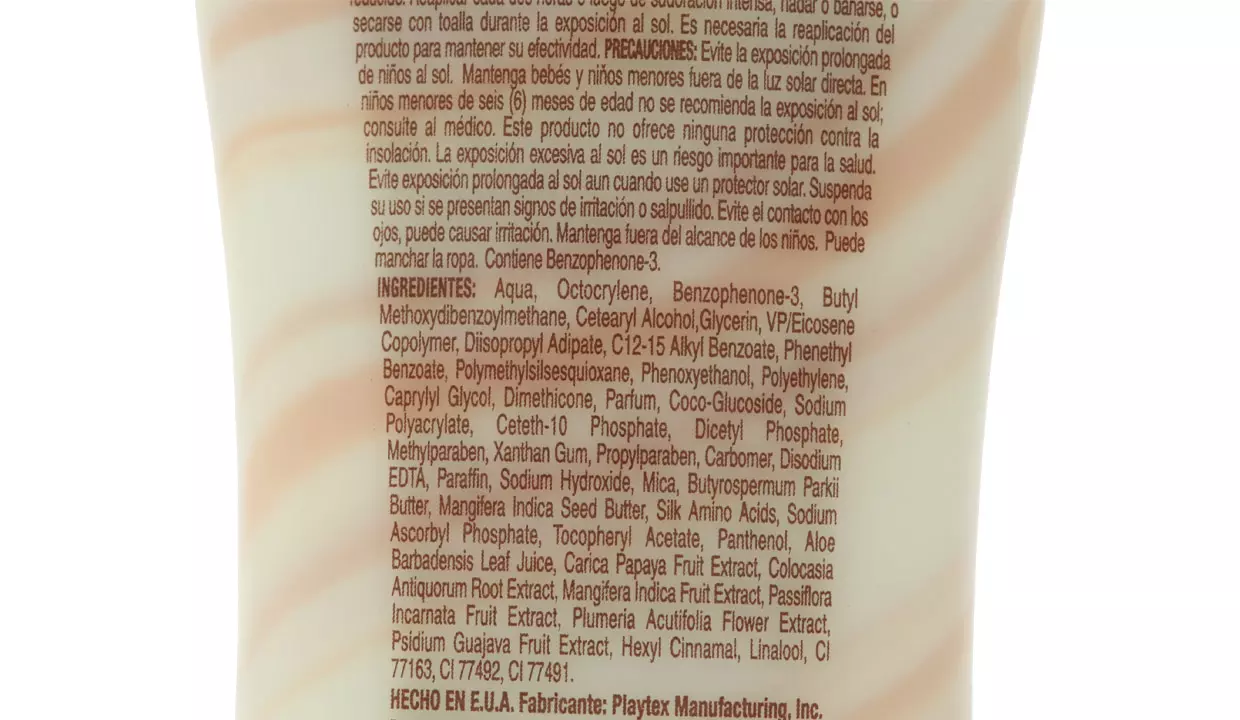 reducido. Reaplicar cada dos horas o luego de sudoración intensa, nadar o bañarse, o
secarse con toalla durante la exposición al sol. Es necesaria la reaplicación del
producto para mantener su efectividad. PRECAUCIONES: Evite la exposición prolongada
de niños al sol. Mantenga bebés y niños menores fuera de la luz solar directa. En
niños menores de seis (6) meses de edad no se recomienda la exposición al sol;
consulte al médico. Este producto no ofrece ninguna protección contra la
insolación. La exposición excesiva al sol es un riesgo importante para la salud.
Evite exposición prolongada al sol aun cuando use un protector solar. Suspenda
su uso si se presentan signos de irritación o salpullido. Evite el contacto con los
ojos, puede causar irritación. Mantenga fuera del alcance de los niños. Puede
manchar la ropa. Contiene Benzophenone-3.
INGREDIENTES: Aqua, Octocrylene, Benzophenone-3, Butyl
Methoxydibenzoylmethane, Cetearyl Alcohol,Glycerin, VP/Eicosene
Copolymer, Diisopropyl Adipate, C12-15 Alkyl Benzoate, Phenethyl
Benzoate, Polymethylsilsesquioxane, Phenoxyethanol, Polyethylene,
Caprylyl Glycol, Dimethicone, Parfum, Coco-Glucoside, Sodium
Polyacrylate, Ceteth-10 Phosphate, Dicetyl Phosphate,
Methylparaben, Xanthan Gum, Propylparaben, Carbomer, Disodium
EDTA, Paraffin, Sodium Hydroxide, Mica, Butyrospermum Parkii
Butter, Mangifera Indica Seed Butter, Silk Amino Acids, Sodium
Ascorbyl Phosphate, Tocopheryl Acetate, Panthenol, Aloe
Barbadensis Leaf Juice, Carica Papaya Fruit Extract, Colocasia
Antiquorum Root Extract, Mangifera Indica Fruit Extract, Passiflora
Incarnata Fruit Extract, Plumeria Acutifolia Flower Extract,
Psidium Guajava Fruit Extract, Hexyl Cinnamal, Linalool, CI
77163, CI 77492, CI 77491.
HECHO EN E.U.A. Fabricante: Playtex Manufacturing, Inc.